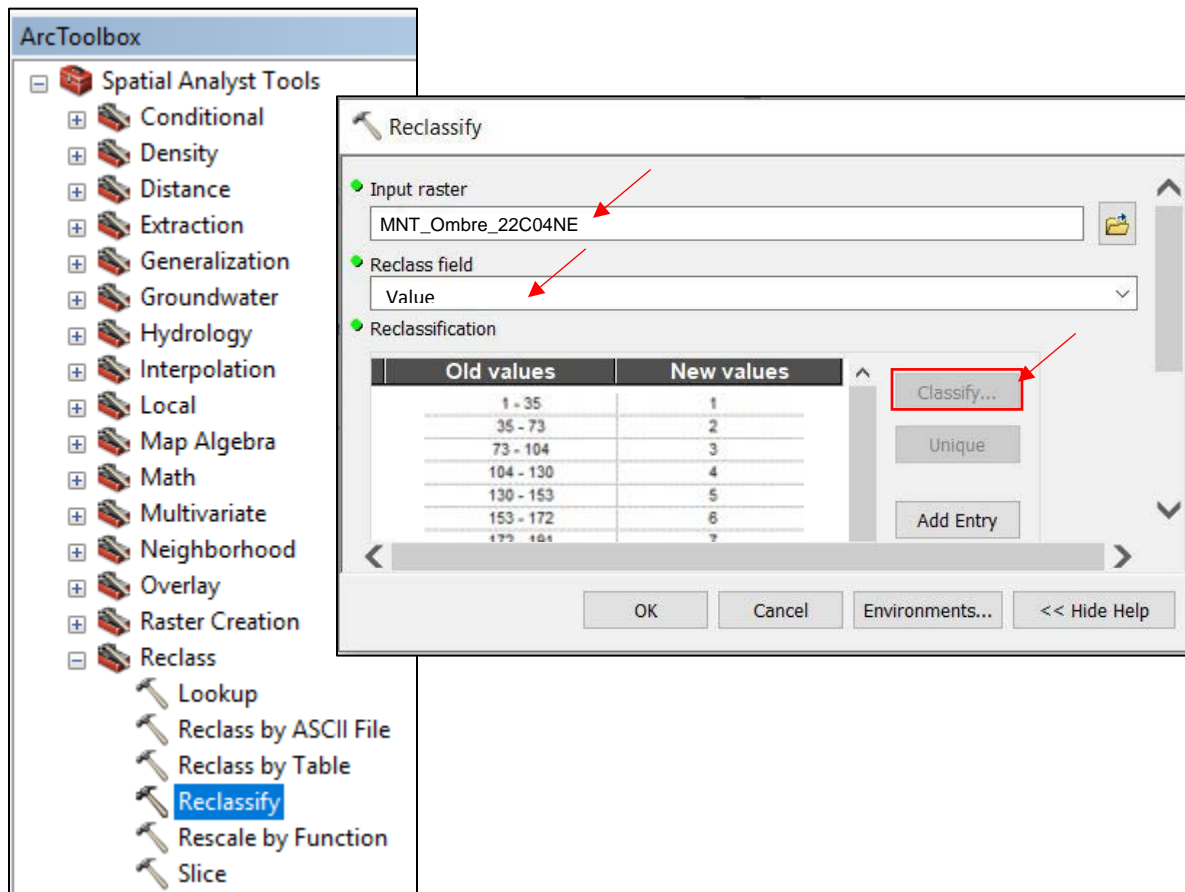 ArcToolbox
Spatial Analyst Tools
Conditional
Density
Distance
Extraction
Generalization
Groundwater
Hydrology
Interpolation
Local
Map Algebra
Math
Multivariate
Neighborhood
Overlay
Raster Creation
Reclass
Lookup
Reclass by ASCII File
Reclass by Table
Reclassify
Rescale by Function
Slice
Reclassify
Input raster
MNT_Ombre_22C04NE
Reclass field
Value
Reclassification
Old values New values
1 - 35 1
35 - 73 2
73 - 104 3
104 - 130 4
130 - 153 5
153 - 172 6
172 - 191 7
Classify...
Unique
Add Entry
OK Cancel Environments... << Hide Help